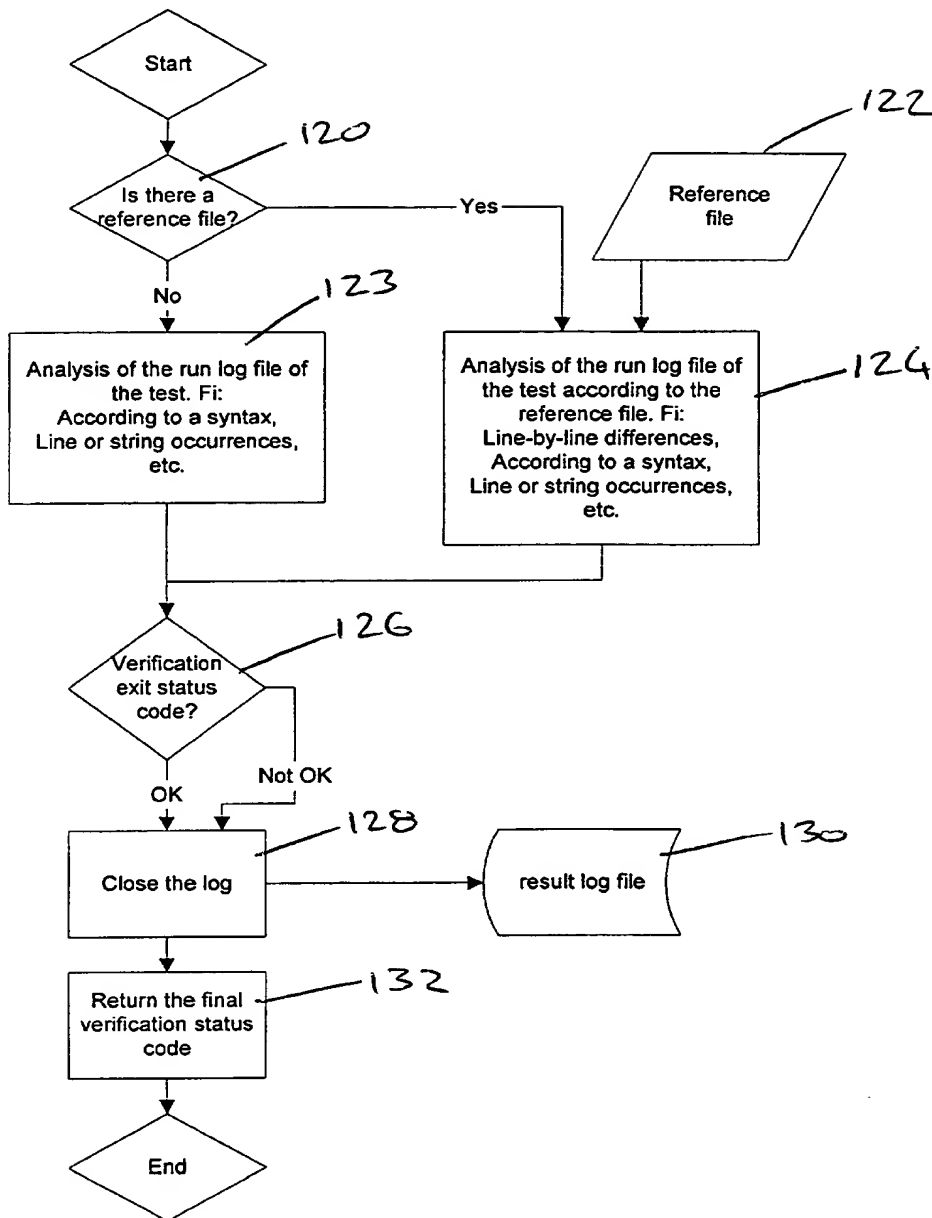 Start
120
122
Is there a
reference file?
Yes
Reference
file
No
123
Analysis of the run log file of
the test. Fi:
According to a syntax,
Line or string occurrences,
etc.
124
Analysis of the run log file of
the test according to the
reference file. Fi:
Line-by-line differences,
According to a syntax,
Line or string occurrences,
etc.
126
Verification
exit status
code?
Not OK
OK
128
Close the log
130
result log file
132
Return the final
verification status
code
End